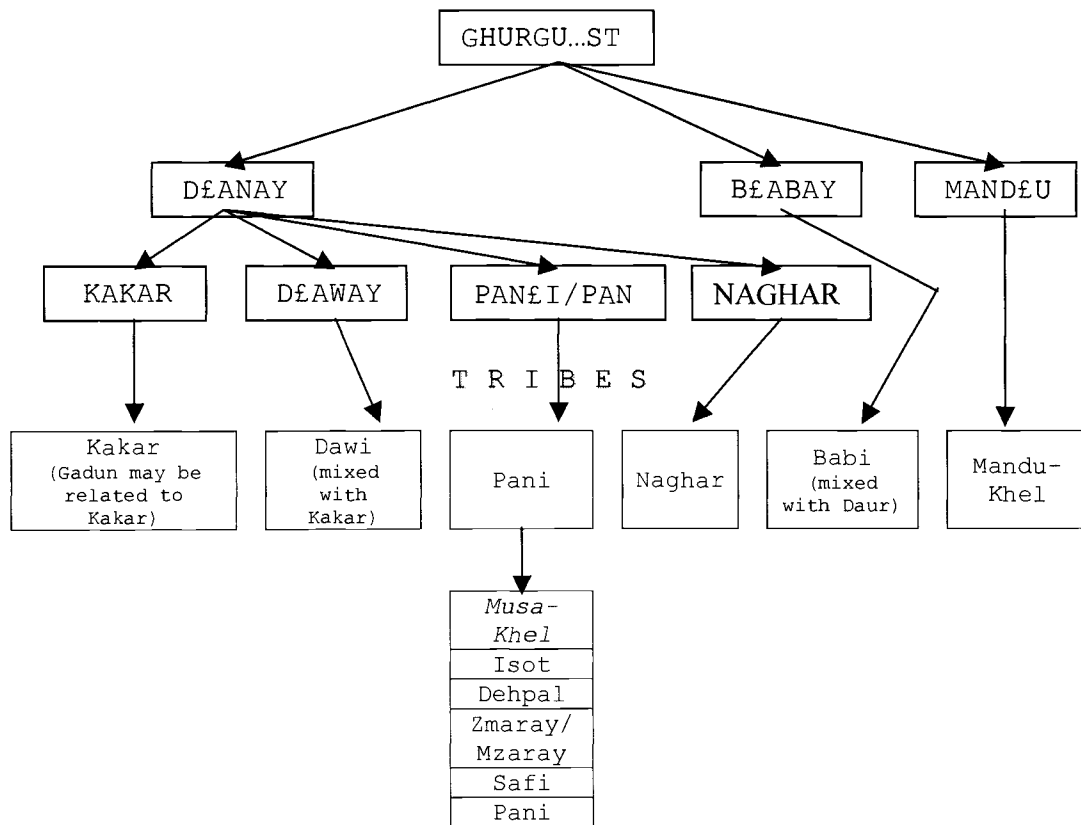 GHURGU...ST
D£ANAY
B£ABAY
MAND£U
KAKAR
D£AWAY
PAN£I/PAN
NAGHAR
T R I B E S
Kakar
(Gadun may be
related to
Kakar)
Dawi
(mixed
with
Kakar)
Pani
Naghar
Babi
(mixed
with Daur)
Mandu-
Khel
Musa-
Khel
Isot
Dehpal
Zmaray/
Mzaray
Safi
Pani